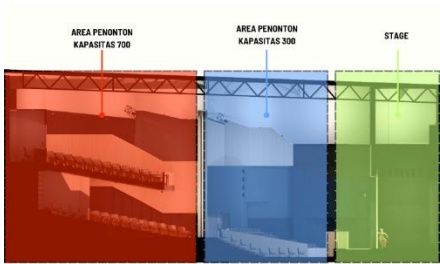 AREA PENONTON
KAPASITAS 700
AREA PENONTON
KAPASITAS 300
STAGE